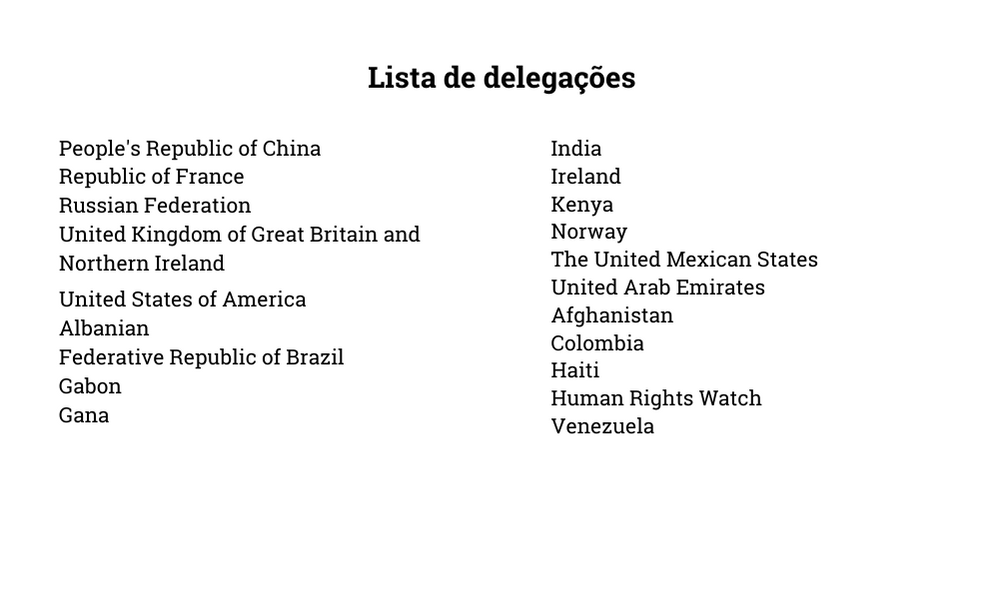 Lista de delegações
People's Republic of China
Republic of France
Russian Federation
United Kingdom of Great Britain and
Northern Ireland
United States of America
Albanian
Federative Republic of Brazil
Gabon
Gana
India
Ireland
Kenya
Norway
The United Mexican States
United Arab Emirates
Afghanistan
Colombia
Haiti
Human Rights Watch
Venezuela